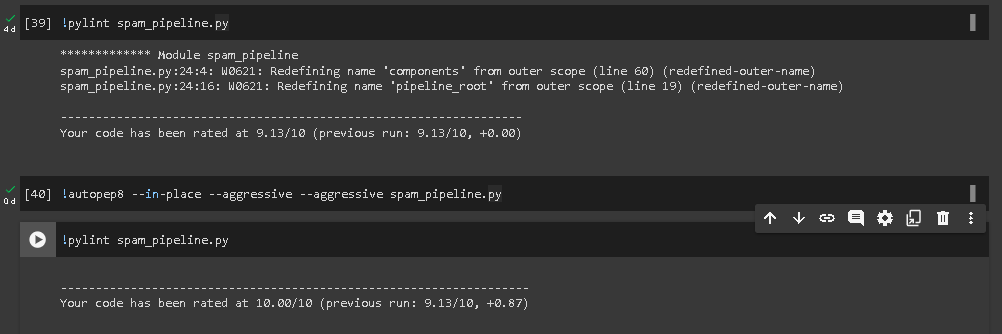 [39] !pylint spam_pipeline.py
4 d
************* Module spam_pipeline
spam_pipeline.py:24:4: W0621: Redefining name 'components' from outer scope (line 60) (redefined-outer-name)
spam_pipeline.py:24:16: W0621: Redefining name 'pipeline_root' from outer scope (line 19) (redefined-outer-name)
------------------------------------------------------------------
Your code has been rated at 9.13/10 (previous run: 9.13/10, +0.00)
[40] !autopep8 --in-place --aggressive --aggressive spam_pipeline.py
0 d
!pylint spam_pipeline.py
-------------------------------------------------------------------
Your code has been rated at 10.00/10 (previous run: 9.13/10, +0.87)